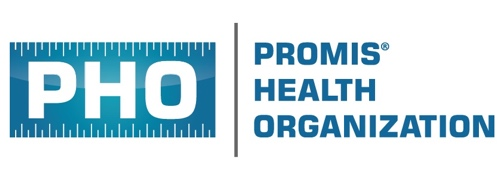 PHO
PROMIS®
HEALTH
ORGANIZATION